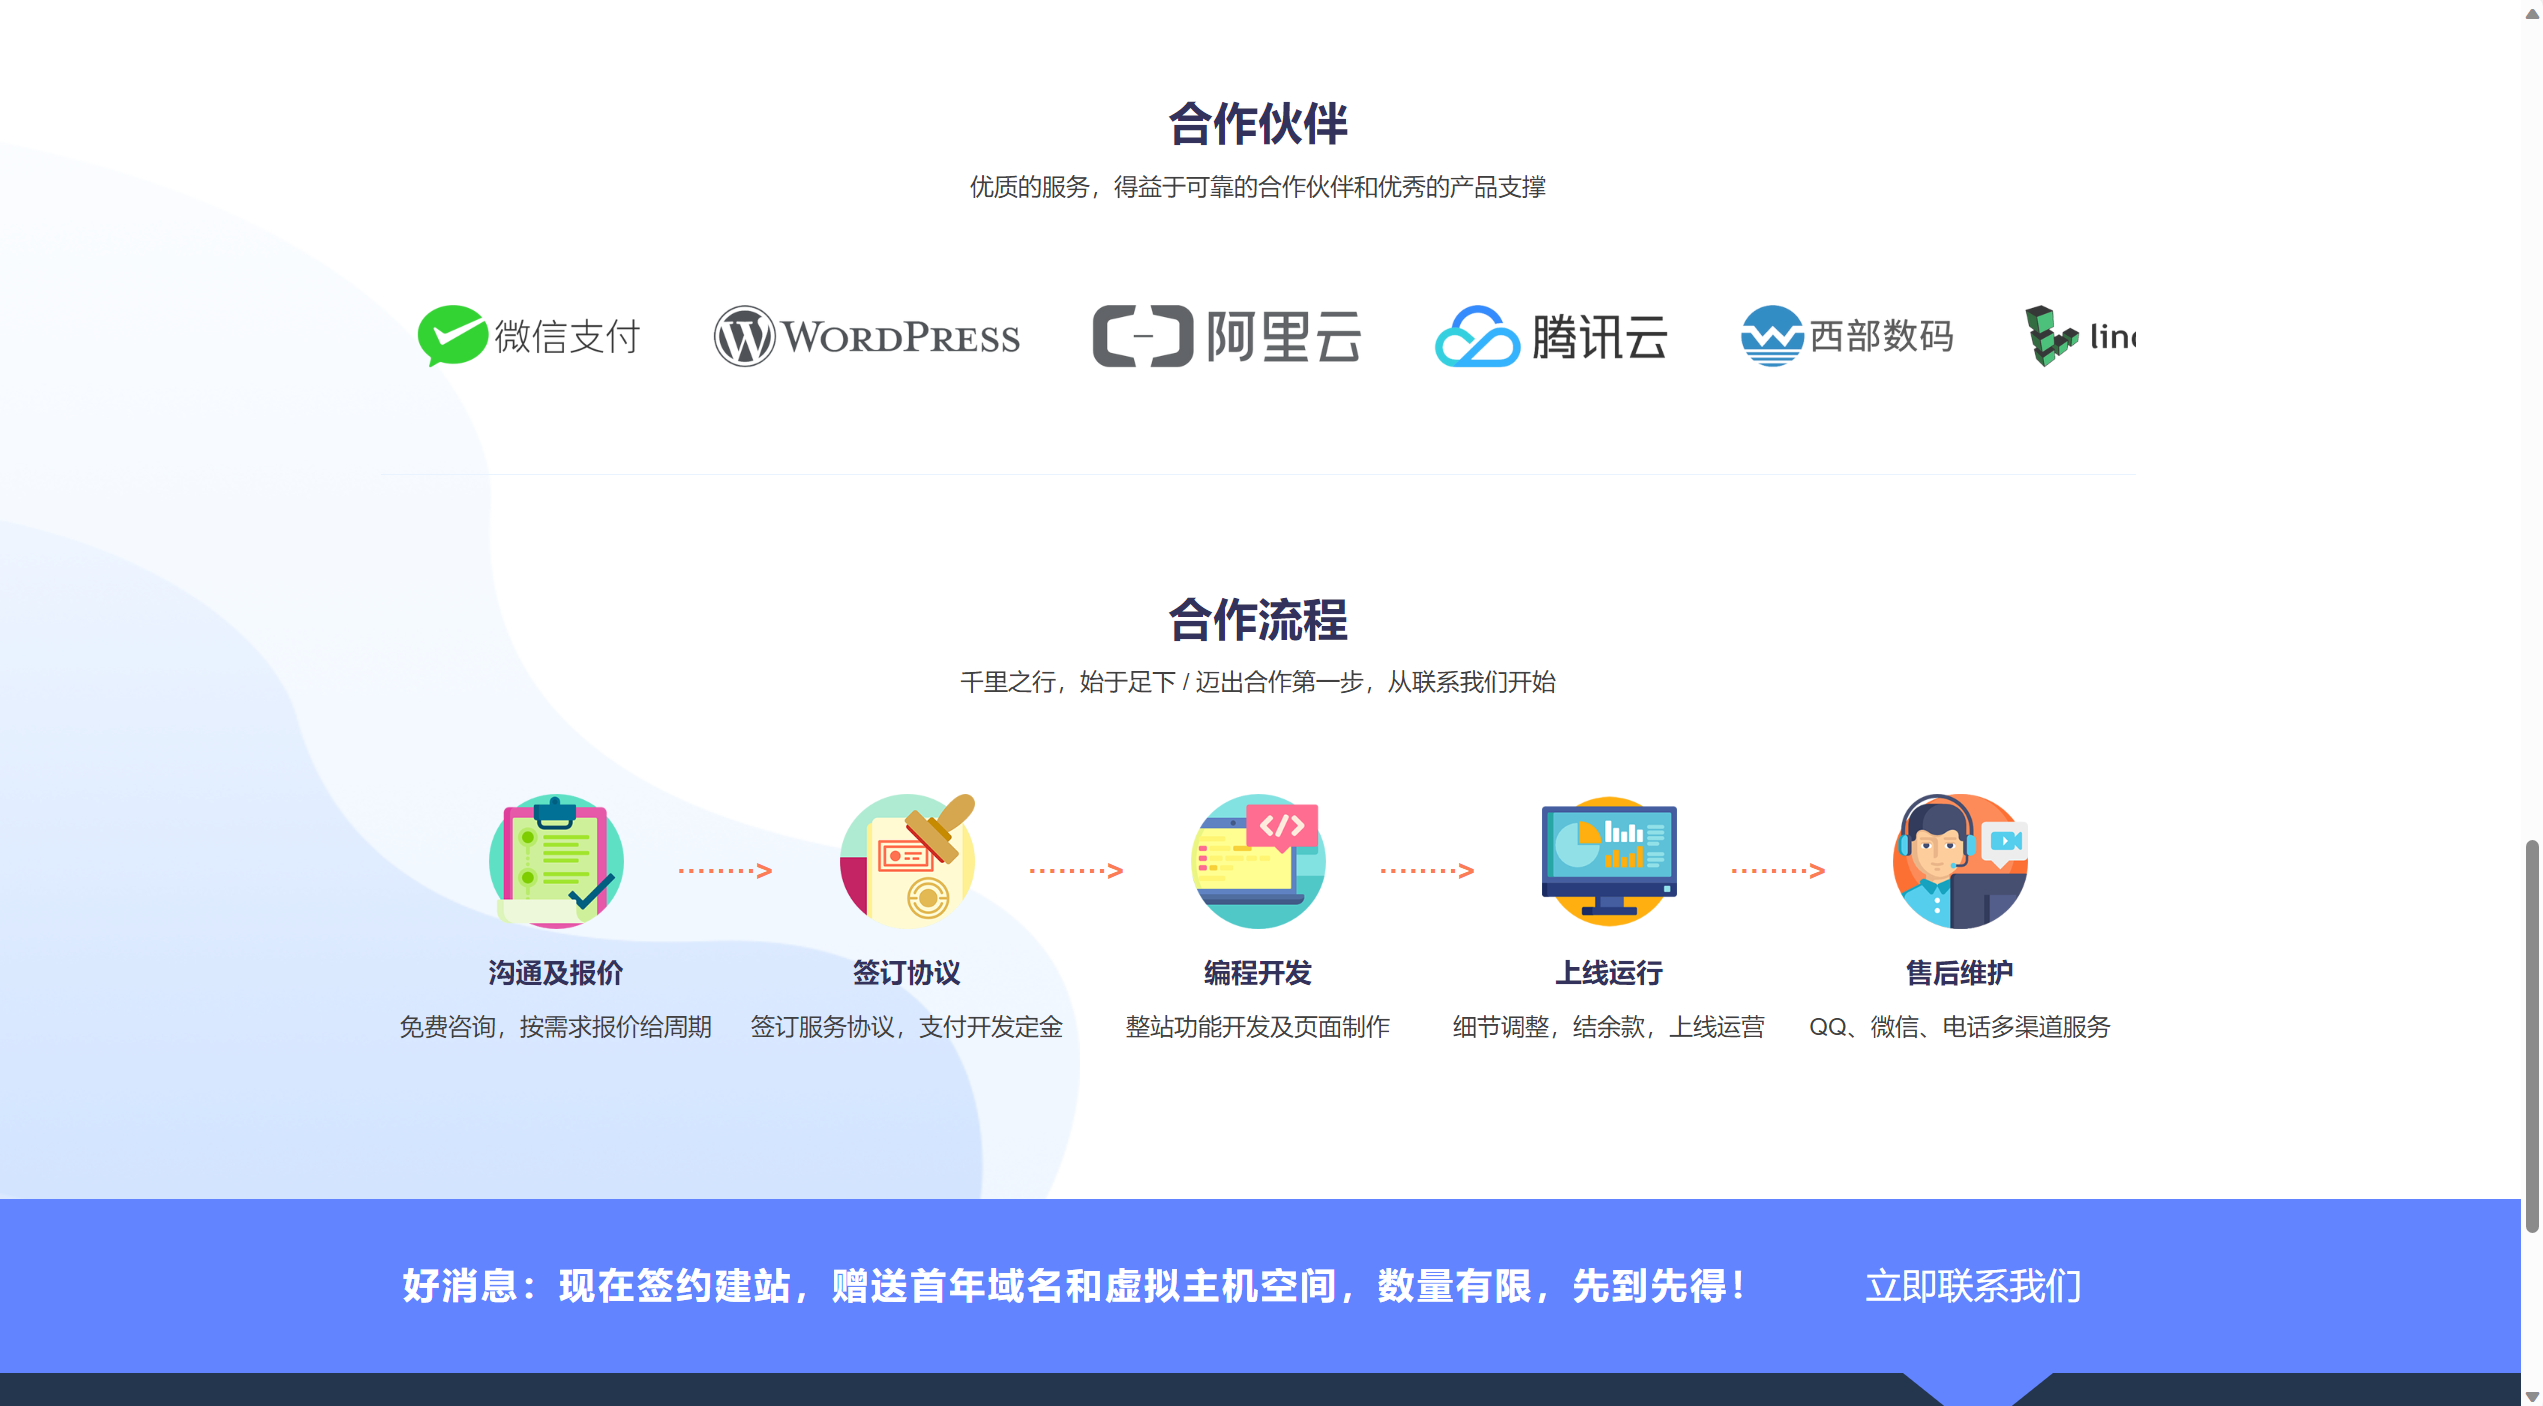 合作伙伴
优质的服务，得益于可靠的合作伙伴和优秀的产品支撑
微信支付 WORDPRESS 阿里云 腾讯云 西部数码 lin
合作流程
千里之行，始于足下 / 迈出合作第一步，从联系我们开始
沟通及报价 签订协议 编程开发 上线运行 售后维护
免费咨询，按需求报价给周期 签订服务协议，支付开发定金 整站功能开发及页面制作 细节调整，结余款，上线运营 QQ、微信、电话多渠道服务
好消息：现在签约建站，赠送首年域名和虚拟主机空间，数量有限，先到先得！ 立即联系我们